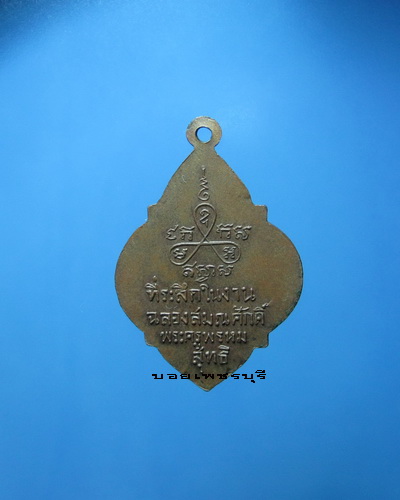 ที่ระลึกในงาน
ฉลองสมณศักดิ์
พระครูพรหม
สุทธิ
บอยเพชรบุรี